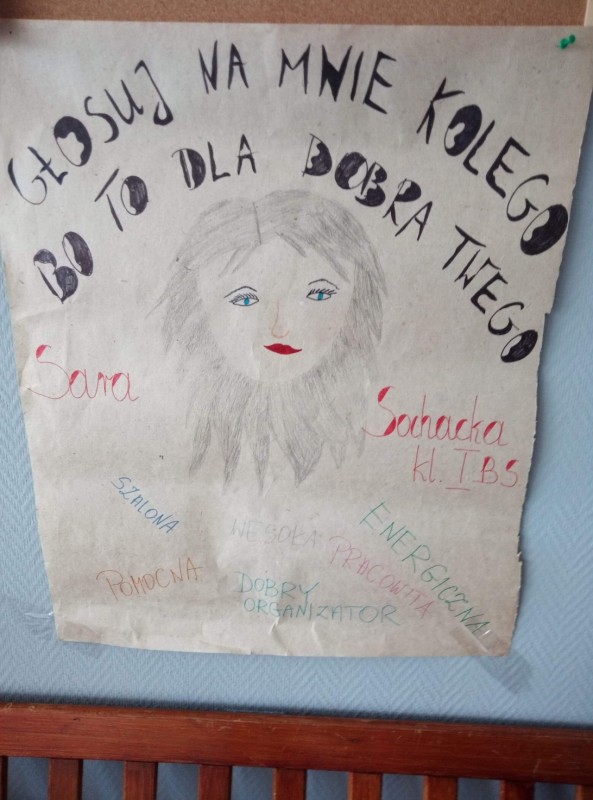 GŁOSUJ NA MNIE KOLEGO
BO TO DLA DOBRA TWEGO
Sara
Sochacka
kl. I BS
SZALONA
WESOŁA
ENERGICZNA
PRACOWITA
POMOCNA
DOBRY
ORGANIZATOR